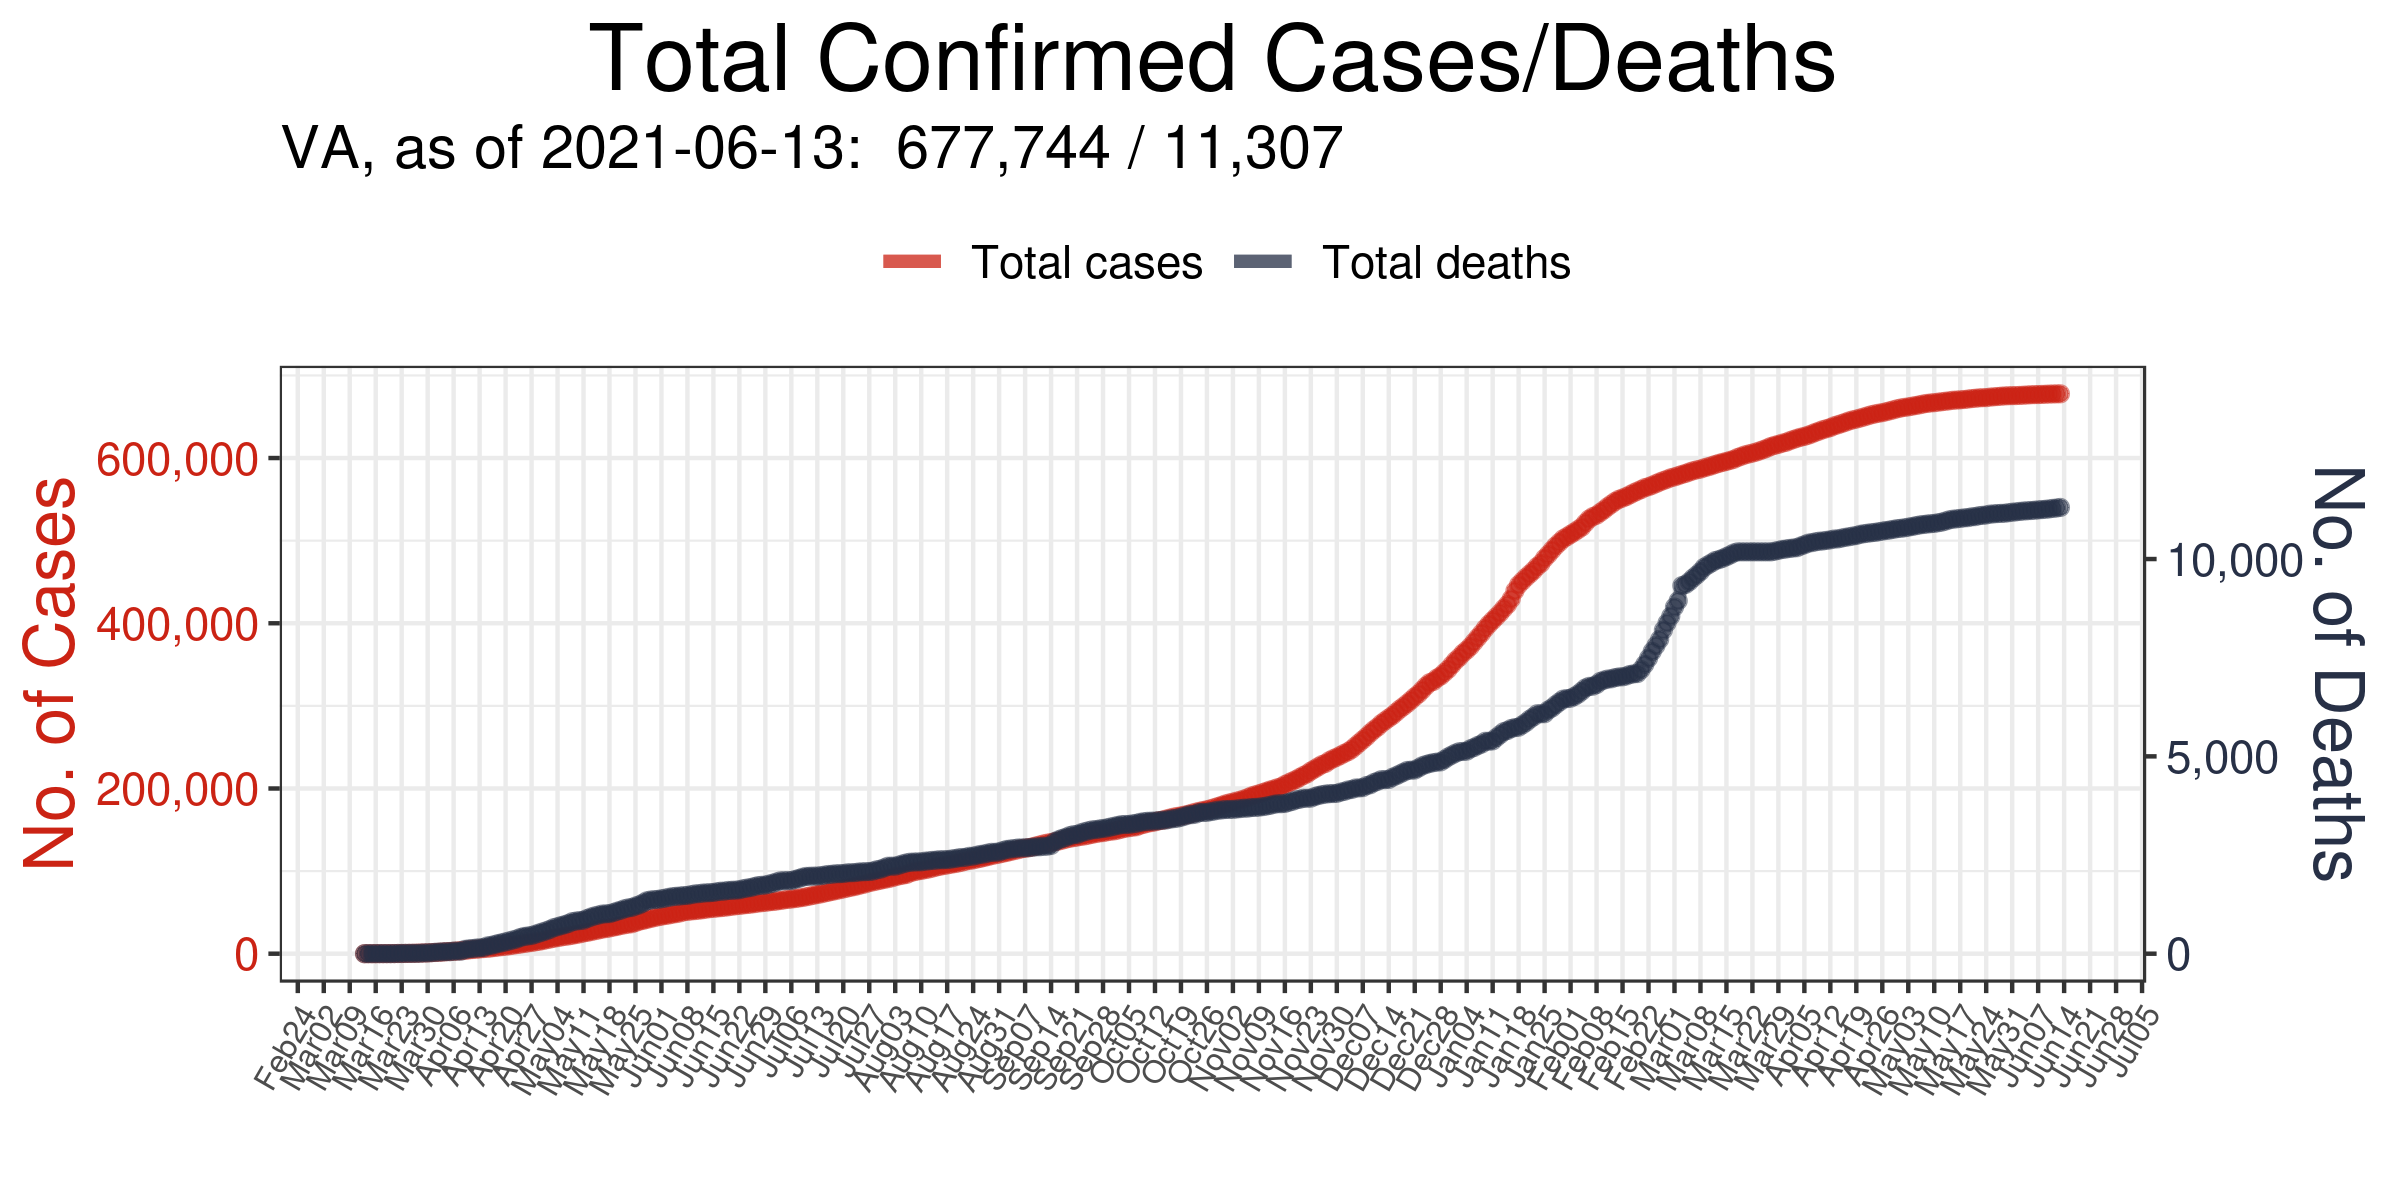 Total Confirmed Cases/Deaths
VA, as of 2021-06-13:  677,744 / 11,307
Total cases
Total deaths
No. of Cases
600,000
400,000
200,000
0
No. of Deaths
10,000
5,000
0
Feb24
Mar02
Mar09
Mar16
Mar23
Mar30
Apr06
Apr13
Apr20
Apr27
May04
May11
May18
May25
Jun01
Jun08
Jun15
Jun22
Jun29
Jul06
Jul13
Jul20
Jul27
Aug03
Aug10
Aug17
Aug24
Aug31
Sep07
Sep14
Sep21
Sep28
Oct05
Oct12
Oct19
Oct26
Nov02
Nov09
Nov16
Nov23
Nov30
Dec07
Dec14
Dec21
Dec28
Jan04
Jan11
Jan18
Jan25
Feb01
Feb08
Feb15
Feb22
Mar01
Mar08
Mar15
Mar22
Mar29
Apr05
Apr12
Apr19
Apr26
May03
May10
May17
May24
May31
Jun07
Jun14
Jun21
Jun28
Jul05